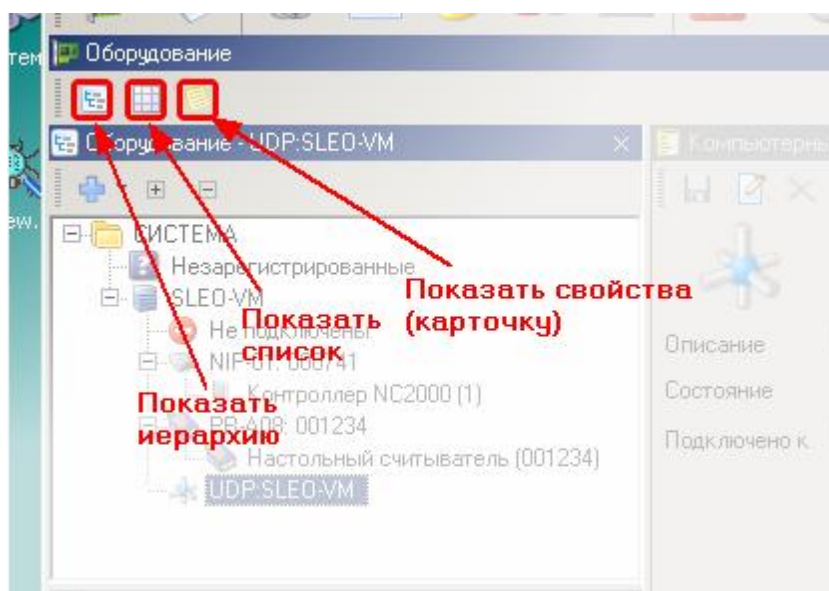 тем
Оборудование
Оборудование - UDP:SLEO-VM
Компьютерны
ew.
СИСТЕМА
Незарегистрированные
SLEO-VM
Показать свойства
(карточку)
Показать
список
Не подключены
NIP-01: 000741
Описание
Контроллер NC2000 (1)
Состояние
Показать
иерархию
PR-A08: 001234
Подключено к
Настольный считыватель (001234)
UDP:SLEO-VM